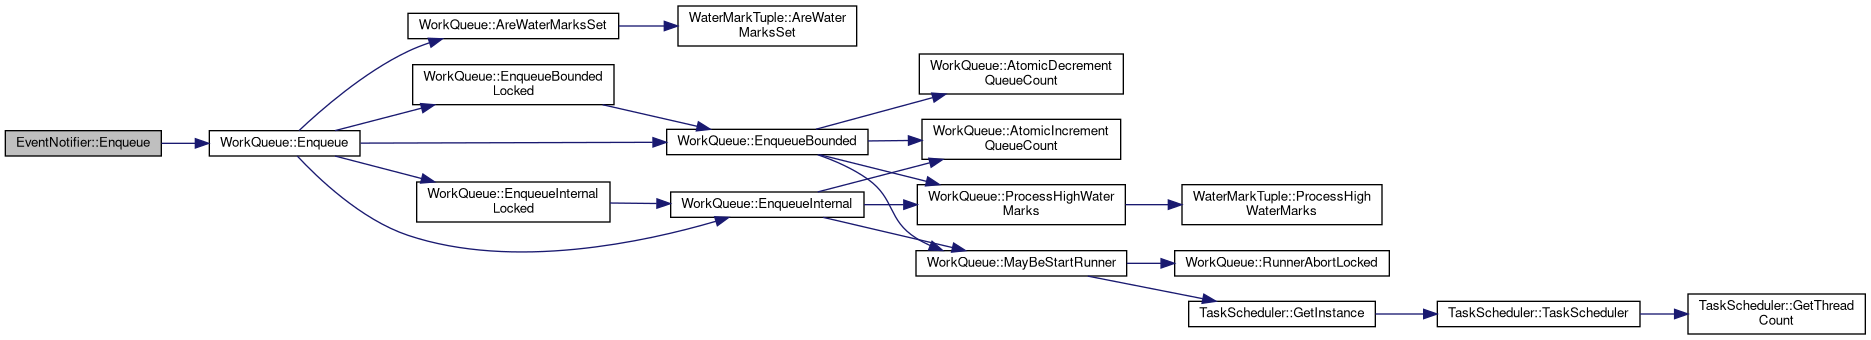 EventNotifier::Enqueue
WorkQueue::Enqueue
WorkQueue::AreWaterMarksSet
WaterMarkTuple::AreWater
MarksSet
WorkQueue::EnqueueBounded
Locked
WorkQueue::EnqueueBounded
WorkQueue::AtomicDecrement
QueueCount
WorkQueue::AtomicIncrement
QueueCount
WorkQueue::EnqueueInternal
Locked
WorkQueue::EnqueueInternal
WorkQueue::ProcessHighWater
Marks
WaterMarkTuple::ProcessHigh
WaterMarks
WorkQueue::MayBeStartRunner
WorkQueue::RunnerAbortLocked
TaskScheduler::GetInstance
TaskScheduler::TaskScheduler
TaskScheduler::GetThread
Count